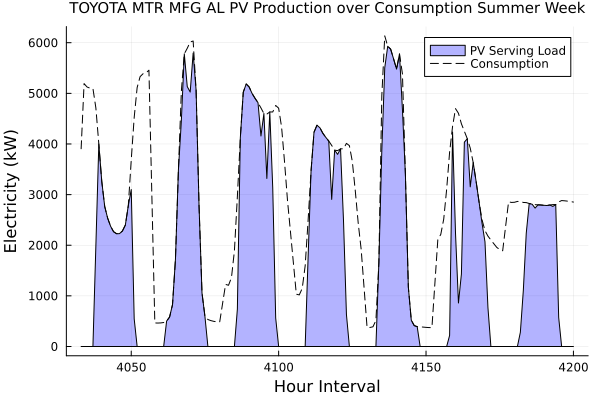 TOYOTA MTR MFG AL PV Production over Consumption Summer Week
PV Serving Load
Consumption
Electricity (kW)
6000
5000
4000
3000
2000
1000
0
4050
4100
4150
4200
Hour Interval